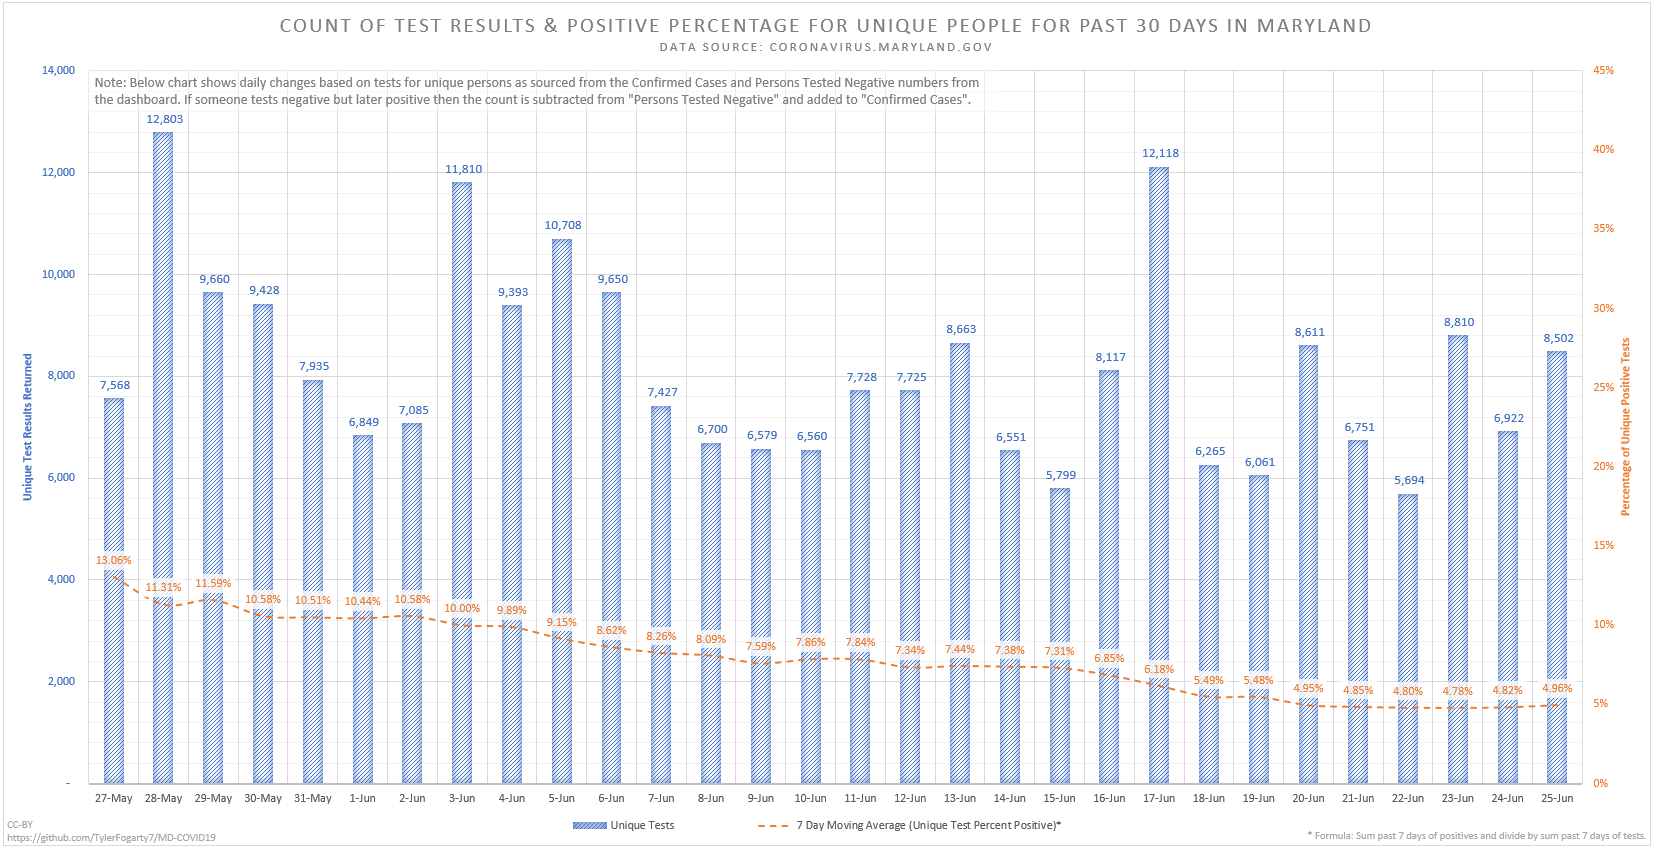 COUNT OF TEST RESULTS & POSITIVE PERCENTAGE FOR UNIQUE PEOPLE FOR PAST 30 DAYS IN MARYLAND
DATA SOURCE: CORONAVIRUS.MARYLAND.GOV
Note: Below chart shows daily changes based on tests for unique persons as sourced from the Confirmed Cases and Persons Tested Negative numbers from
the dashboard. If someone tests negative but later positive then the count is subtracted from "Persons Tested Negative" and added to "Confirmed Cases".
Unique Test Results Returned
14,000
12,000
10,000
8,000
6,000
4,000
2,000
-
7,568
12,803
9,660
9,428
7,935
6,849
7,085
11,810
9,393
10,708
9,650
7,427
6,700
6,579
6,560
7,728
7,725
8,663
6,551
5,799
8,117
12,118
6,265
6,061
8,611
6,751
5,694
8,810
6,922
8,502
13.06%
11.31%
11.59%
10.58%
10.51%
10.44%
10.58%
10.00%
9.89%
9.15%
8.62%
8.26%
8.09%
7.59%
7.86%
7.84%
7.34%
7.44%
7.38%
7.31%
6.85%
6.18%
5.49%
5.48%
4.95%
4.85%
4.80%
4.78%
4.82%
4.96%
45%
40%
35%
30%
25%
20%
15%
10%
5%
0%
Percentage of Unique Positive Tests
27-May
28-May
29-May
30-May
31-May
1-Jun
2-Jun
3-Jun
4-Jun
5-Jun
6-Jun
7-Jun
8-Jun
9-Jun
10-Jun
11-Jun
12-Jun
13-Jun
14-Jun
15-Jun
16-Jun
17-Jun
18-Jun
19-Jun
20-Jun
21-Jun
22-Jun
23-Jun
24-Jun
25-Jun
Unique Tests
7 Day Moving Average (Unique Test Percent Positive)*
CC-BY
https://github.com/TylerFogarty7/MD-COVID19
* Formula: Sum past 7 days of positives and divide by sum past 7 days of tests.